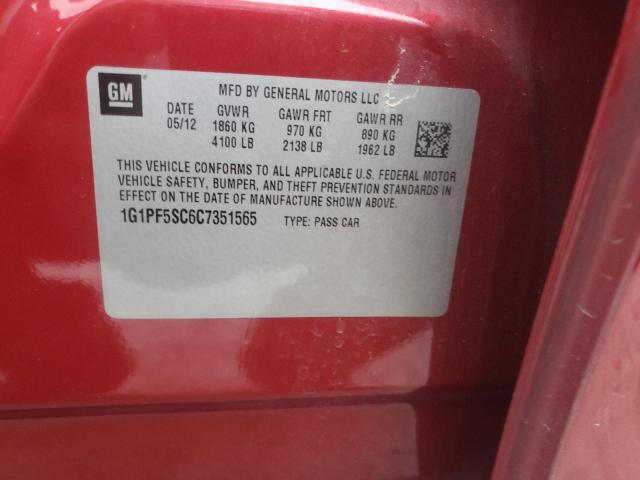 GM
MFD BY GENERAL MOTORS LLC
DATE GVWR GAWR FRT GAWR RR
05/12 1860 KG 970 KG 890 KG
4100 LB 2138 LB 1962 LB
THIS VEHICLE CONFORMS TO ALL APPLICABLE U.S. FEDERAL MOTOR
VEHICLE SAFETY, BUMPER, AND THEFT PREVENTION STANDARDS IN
EFFECT ON THE DATE OF MANUFACTURE SHOWN ABOVE.
1G1PF5SC6C7351565 TYPE: PASS CAR